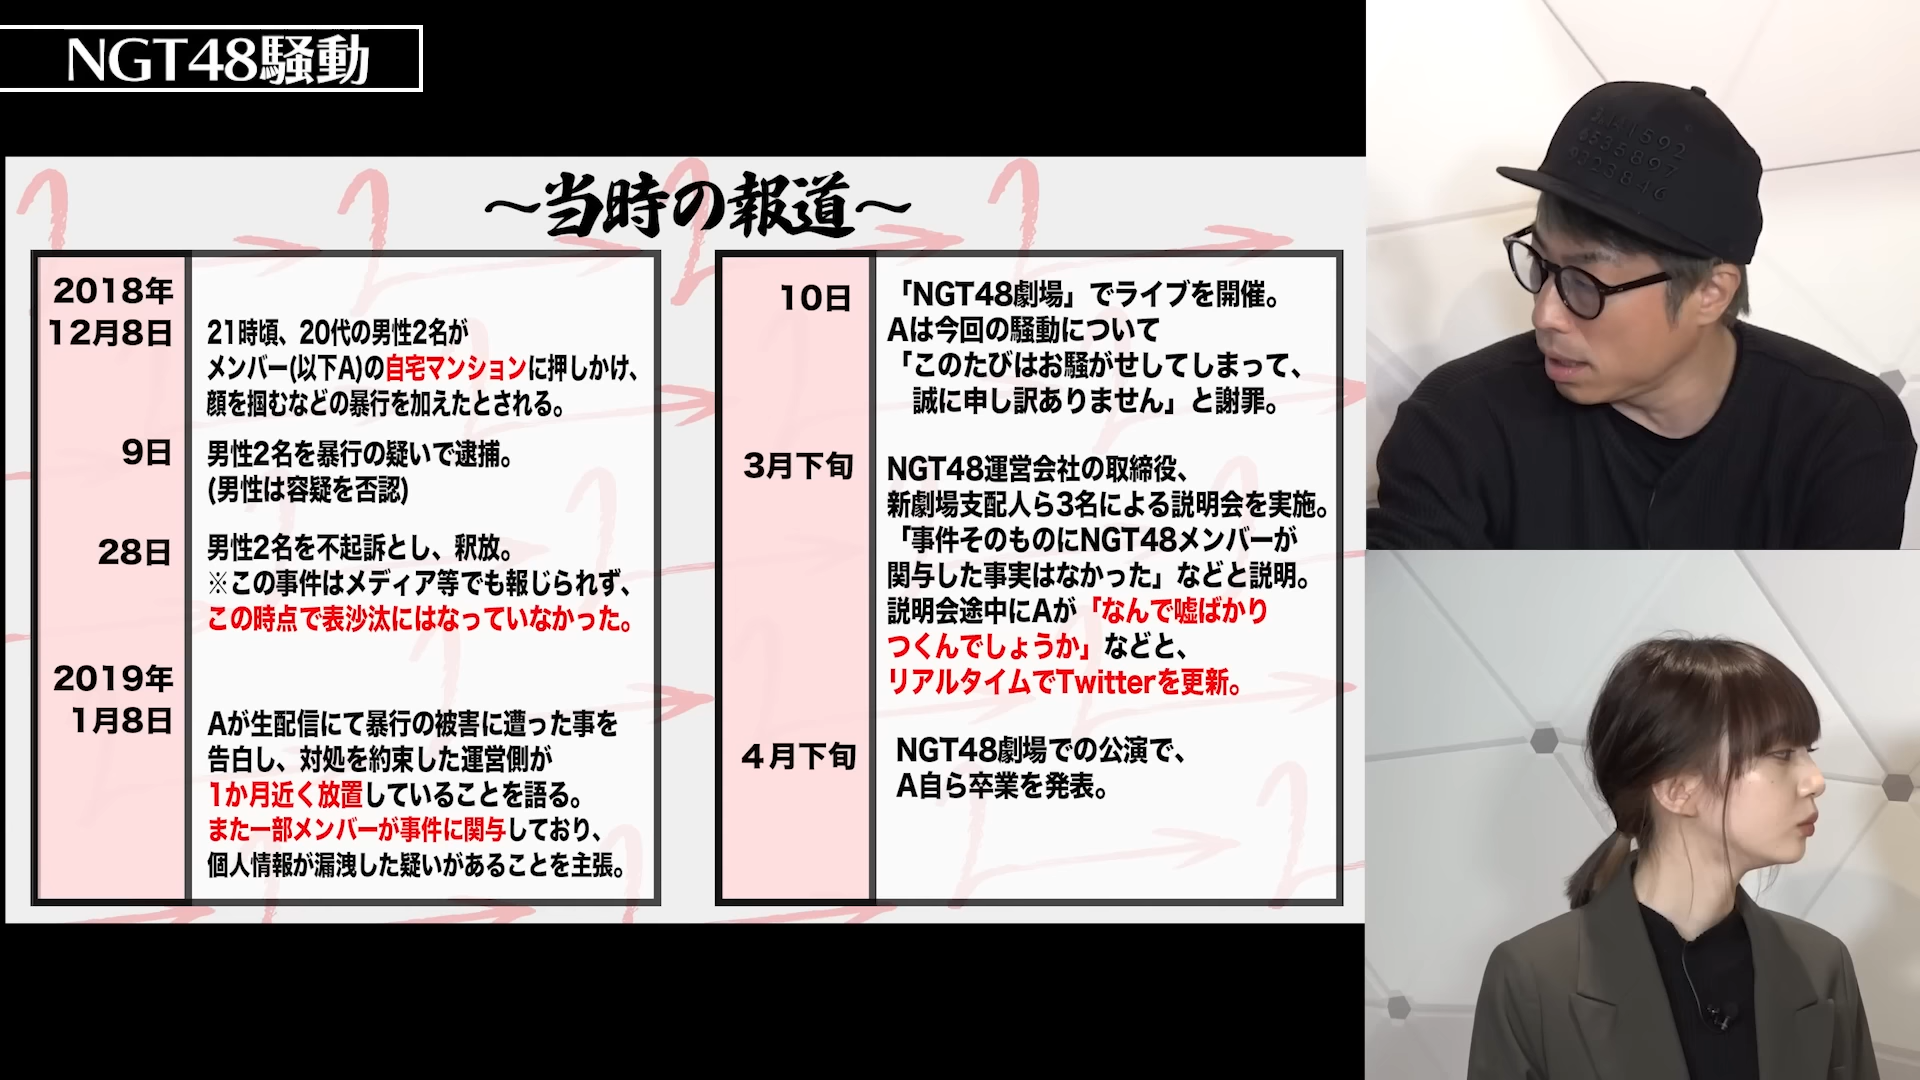 NGT48騒動
～当時の報道～
2018年
12月8日
21時頃、20代の男性2名が
メンバー(以下A)の自宅マンションに押しかけ、
顔を掴むなどの暴行を加えたとされる。
9日
男性2名を暴行の疑いで逮捕。
(男性は容疑を否認)
28日
男性2名を不起訴とし、釈放。
※この事件はメディア等でも報じられず、
この時点で表沙汰にはなっていなかった。
2019年
1月8日
Aが生配信にて暴行の被害に遭った事を
告白し、対処を約束した運営側が
1か月近く放置していることを語る。
また一部メンバーが事件に関与しており、
個人情報が漏洩した疑いがあることを主張。
10日
「NGT48劇場」でライブを開催。
Aは今回の騒動について
「このたびはお騒がせしてしまって、
誠に申し訳ありません」と謝罪。
3月下旬
NGT48運営会社の取締役、
新劇場支配人ら3名による説明会を実施。
「事件そのものにNGT48メンバーが
関与した事実はなかった」などと説明。
説明会途中にAが「なんで嘘ばかり
つくんでしょうか」などと、
リアルタイムでTwitterを更新。
4月下旬
NGT48劇場での公演で、
A自ら卒業を発表。